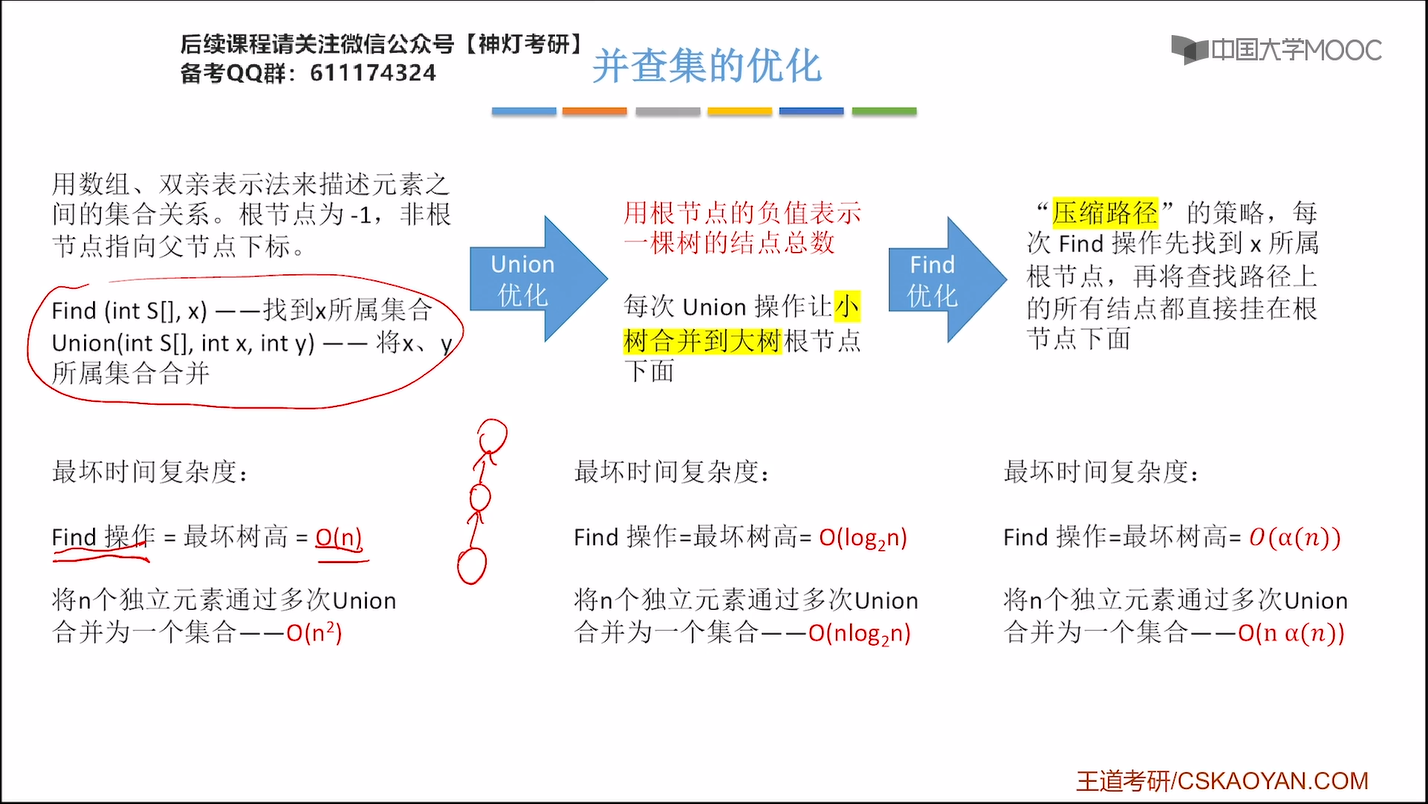 后续课程请关注微信公众号【神灯考研】
备考QQ群：611174324
并查集的优化
中国大学MOOC
用数组、双亲表示法来描述元素之
间的集合关系。根节点为 -1，非根
节点指向父节点下标。
Find (int S[], x) ——找到x所属集合
Union(int S[], int x, int y) —— 将x、y
所属集合合并
Union
优化
用根节点的负值表示
一棵树的结点总数
每次 Union 操作让小
树合并到大树根节点
下面
Find
优化
“压缩路径”的策略，每
次 Find 操作先找到 x 所属
根节点，再将查找路径上
的所有结点都直接挂在根
节点下面
最坏时间复杂度：
Find 操作 = 最坏树高 = O(n)
将n个独立元素通过多次Union
合并为一个集合——O(n²)
最坏时间复杂度：
Find 操作=最坏树高= O(log₂n)
将n个独立元素通过多次Union
合并为一个集合——O(nlog₂n)
最坏时间复杂度：
Find 操作=最坏树高= O(α(n))
将n个独立元素通过多次Union
合并为一个集合——O(n α(n))
王道考研/CSKAOYAN.COM